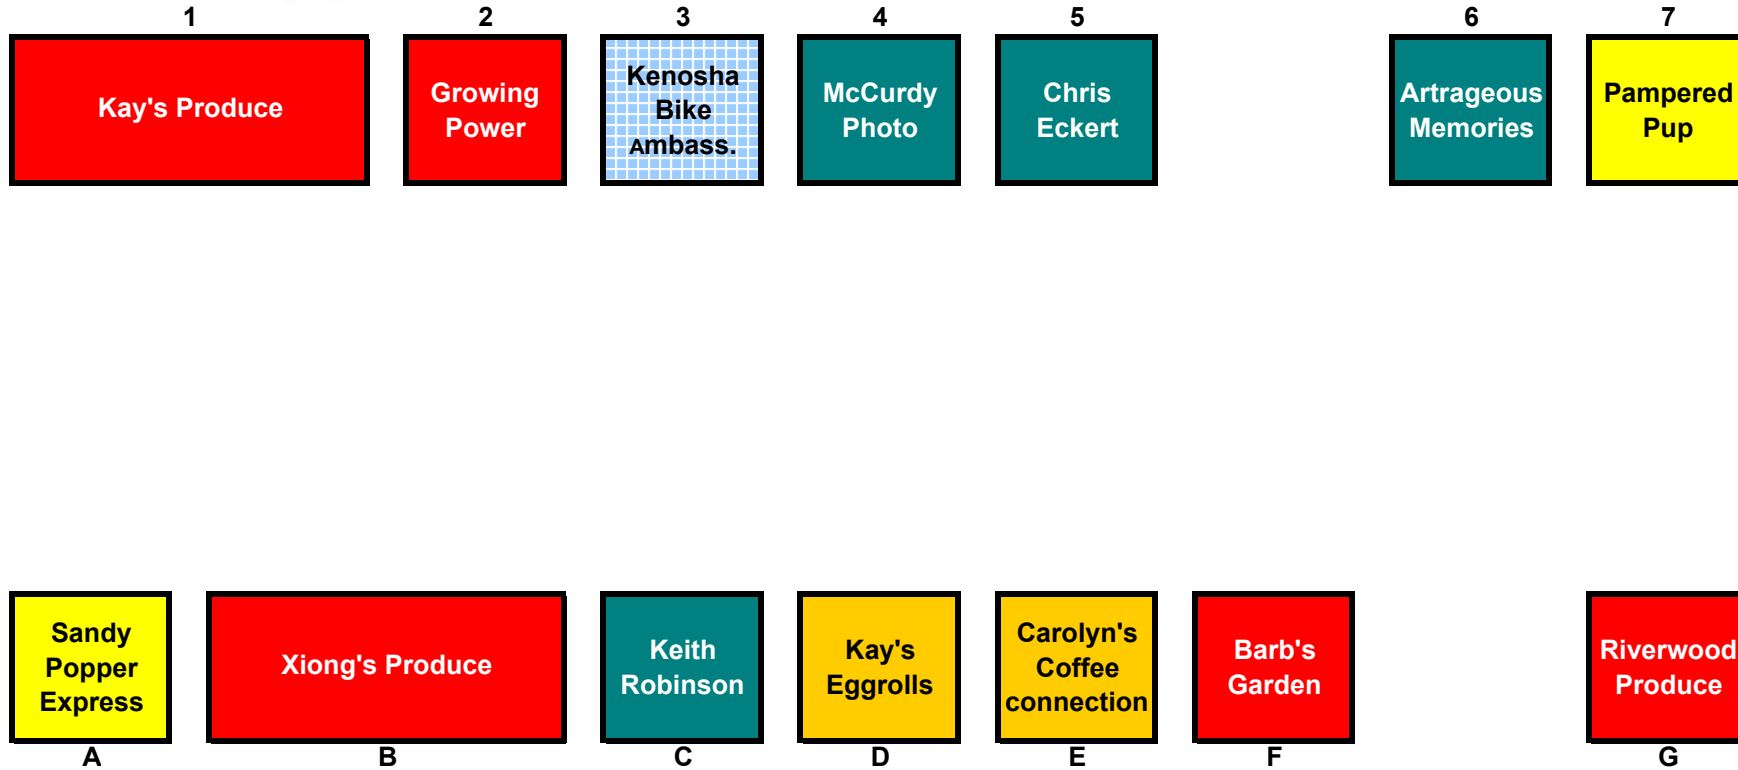 1 2 3 4 5 6 7
Kay's Produce
Growing
Power
Kenosha
Bike
Ambass.
McCurdy
Photo
Chris
Eckert
Artrageous
Memories
Pampered
Pup
Sandy
Popper
Express
Xiong's Produce
Keith
Robinson
Kay's
Eggrolls
Carolyn's
Coffee
connection
Barb's
Garden
Riverwood
Produce
A B C D E F G